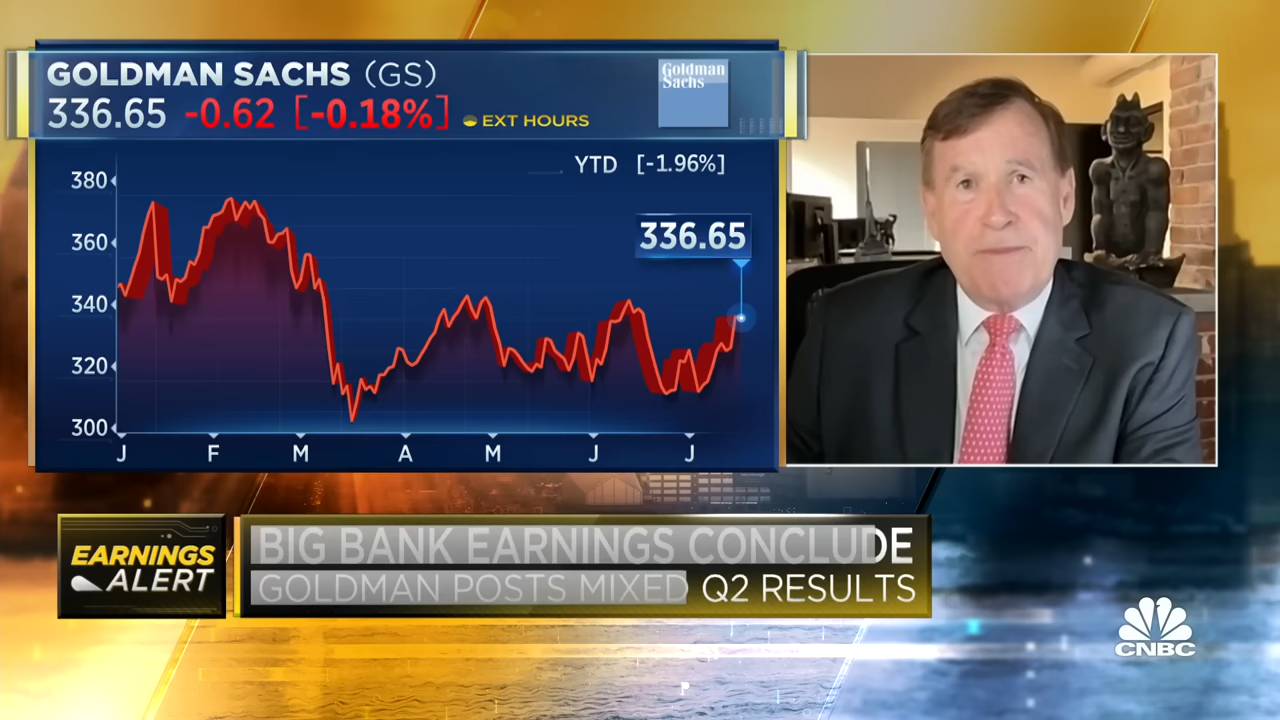 GOLDMAN SACHS (GS)
336.65 -0.62 [-0.18%] EXT HOURS
Goldman
Sachs
YTD [-1.96%]
380
360
340
320
300
336.65
J F M A M J J
EARNINGS
ALERT
BIG BANK EARNINGS CONCLUDE
GOLDMAN POSTS MIXED Q2 RESULTS
CNBC
P